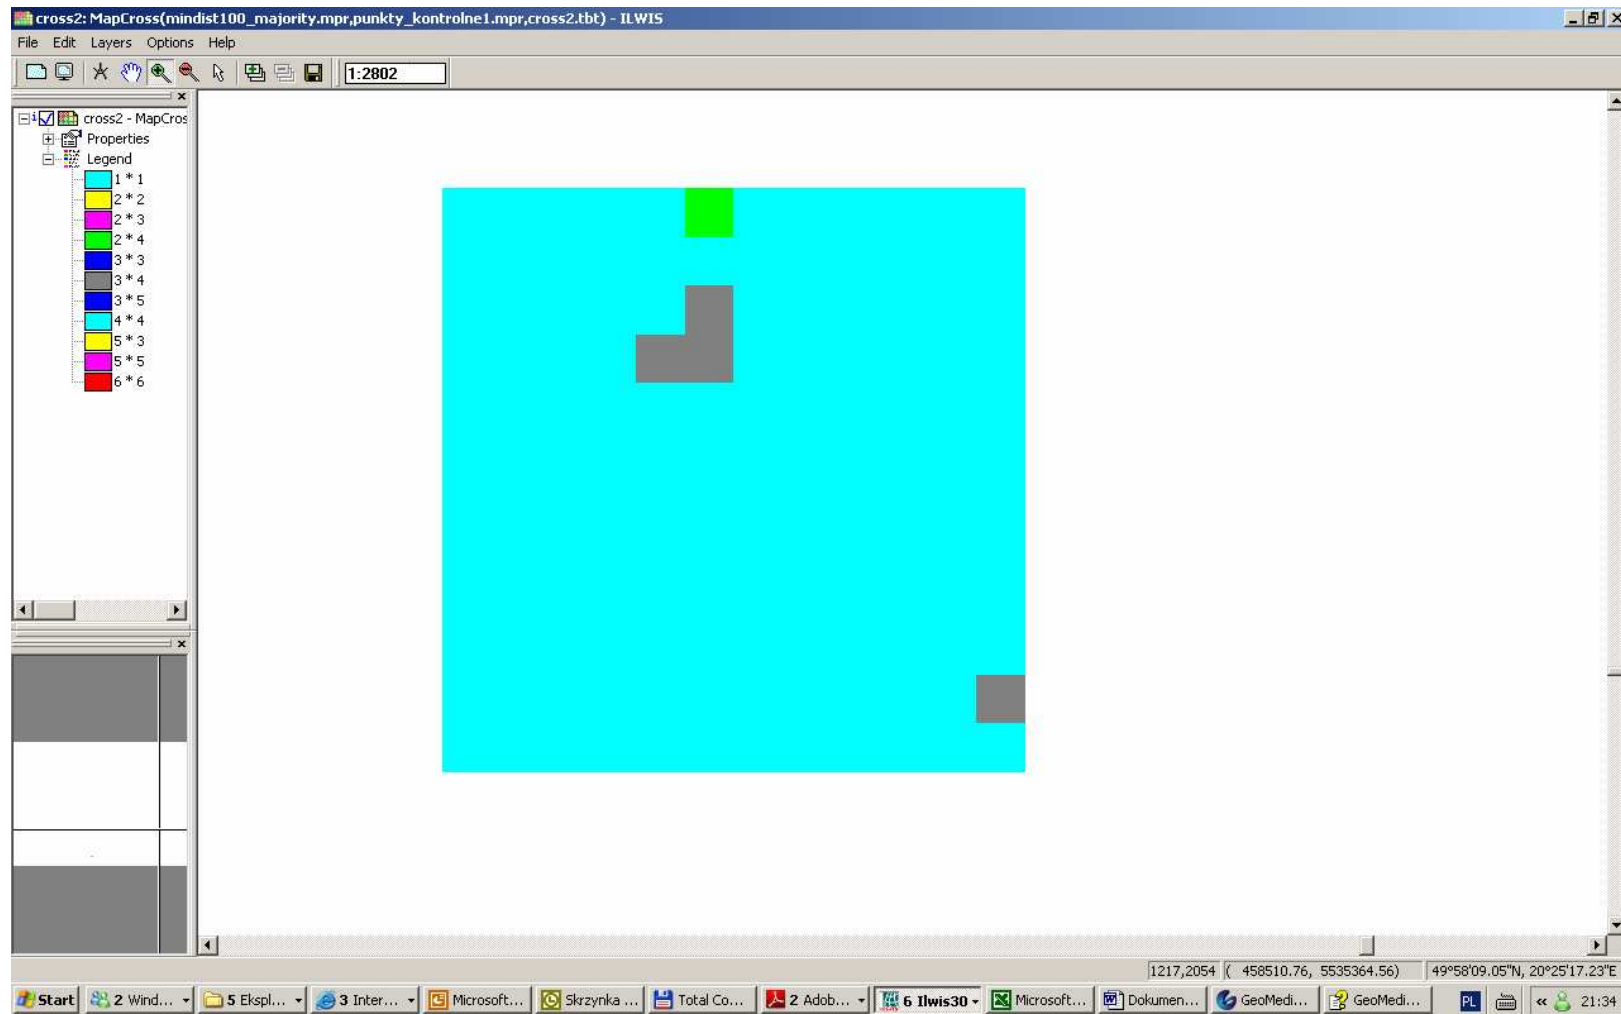 cross2: MapCross(mindist100_majority.mpr,punkty_kontrolne1.mpr,cross2.tbt) - ILWIS
File Edit Layers Options Help
1:2802
cross2 - MapCros
Properties
Legend
1 * 1
2 * 2
2 * 3
2 * 4
3 * 3
3 * 4
3 * 5
4 * 4
5 * 3
5 * 5
6 * 6
1217,2054 ( 458510.76, 5535364.56) 49°58'09.05"N, 20°25'17.23"E
Start 2 Wind... 5 Ekspl... 3 Inter... Microsoft... Skrzynka ... Total Co... 2 Adob... 6 Ilwis30 Microsoft... Dokumen... GeoMedi... GeoMedi... PL « 21:34